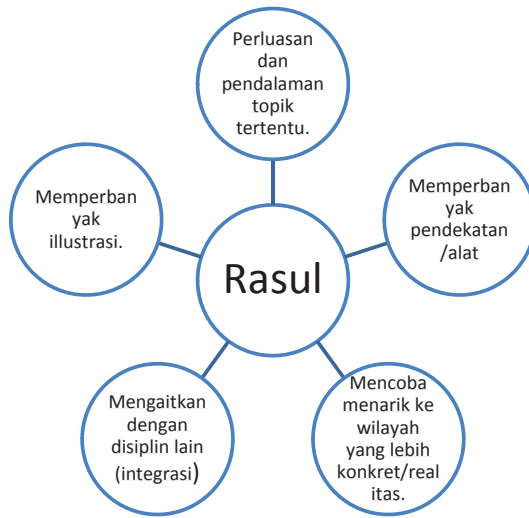 Perluasan
dan
pendalaman
topik
tertentu.
Memperban
yak
illustrasi.
Memperban
yak
pendekatan
/alat
Rasul
Mengaitkan
dengan
disiplin lain
(integrasi)
Mencoba
menarik ke
wilayah
yang lebih
konkret/real
itas.